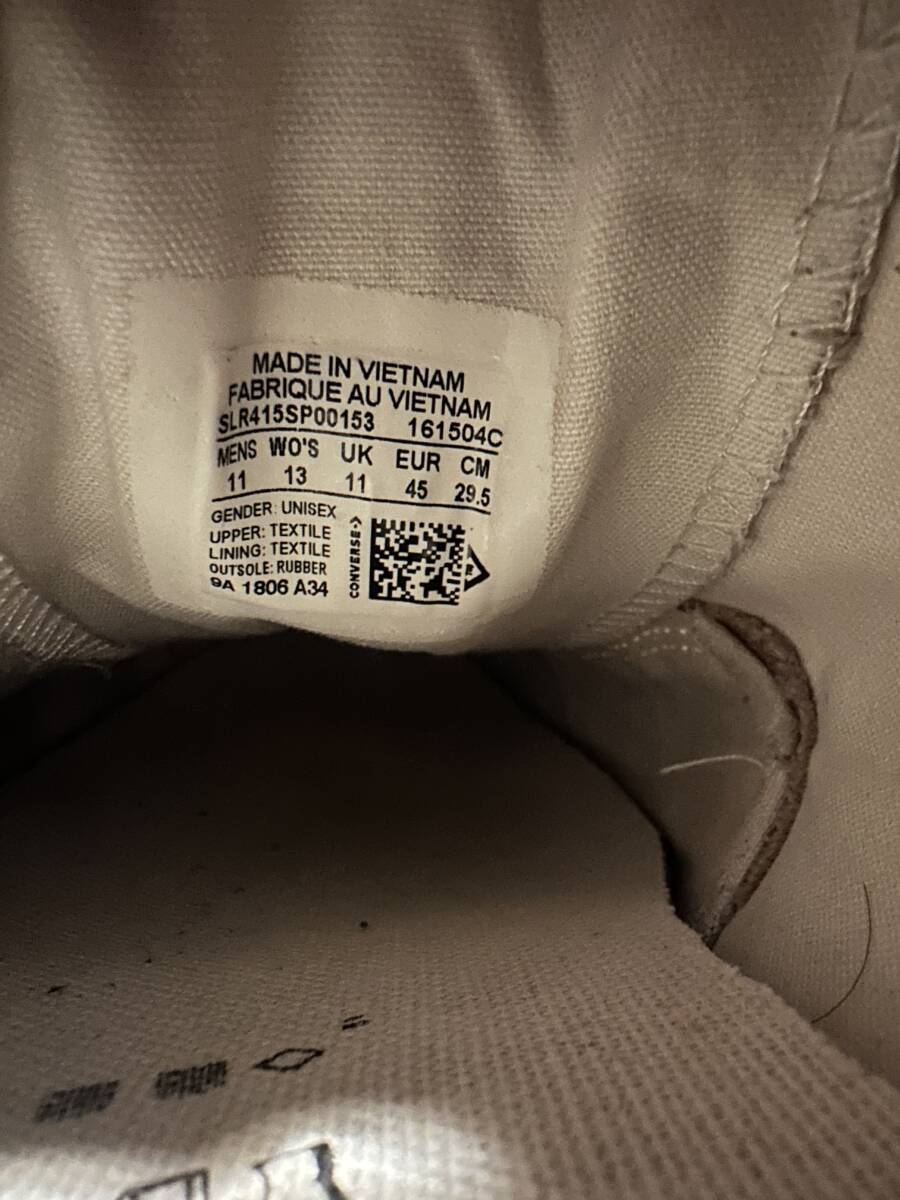 MADE IN VIETNAM
FABRIQUE AU VIETNAM
SLR415SP00153 161504C
MENS WO'S UK EUR CM
11 13 11 45 29.5
GENDER: UNISEX
UPPER: TEXTILE
LINING: TEXTILE
OUTSOLE: RUBBER
9A 1806 A34
CONVERSE